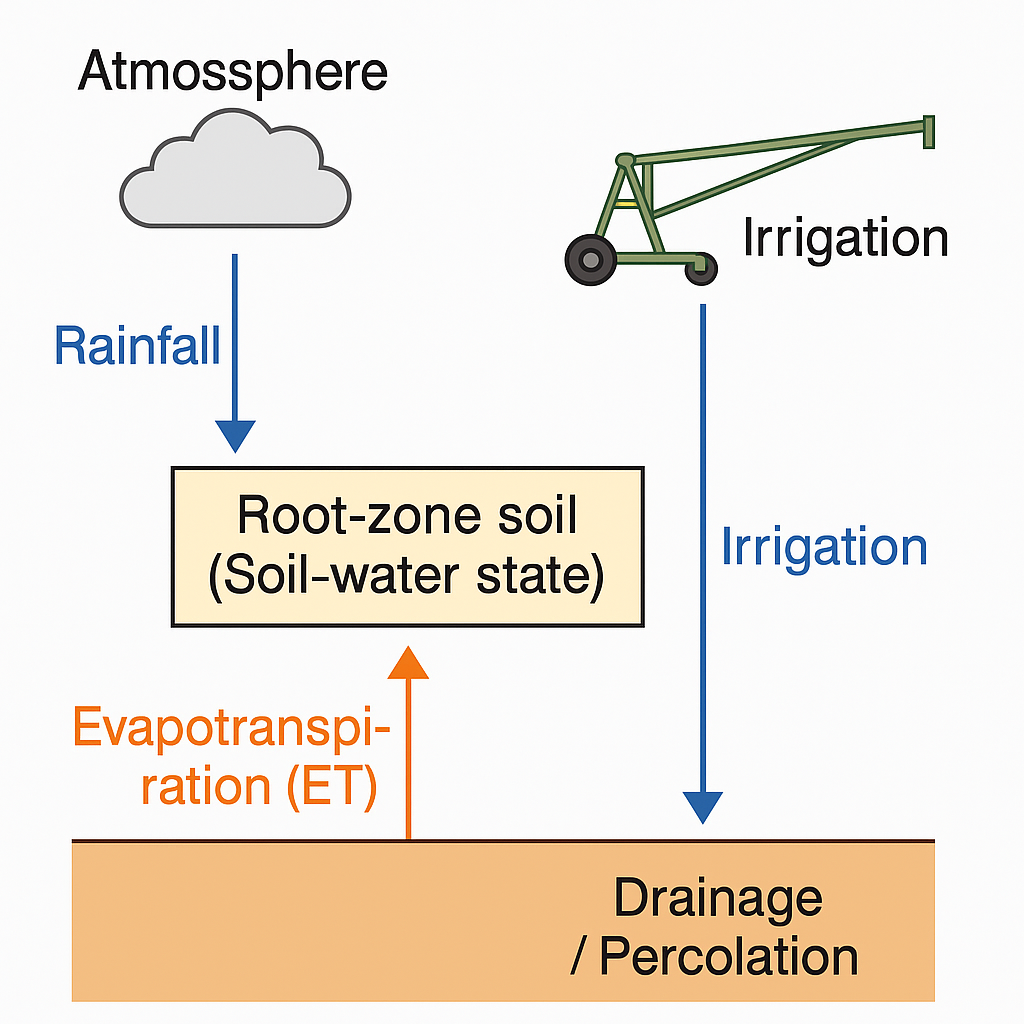 Atmossphere
Irrigation
Rainfall
Root-zone soil
(Soil-water state)
Irrigation
Evapotranspi-
ration (ET)
Drainage
/ Percolation